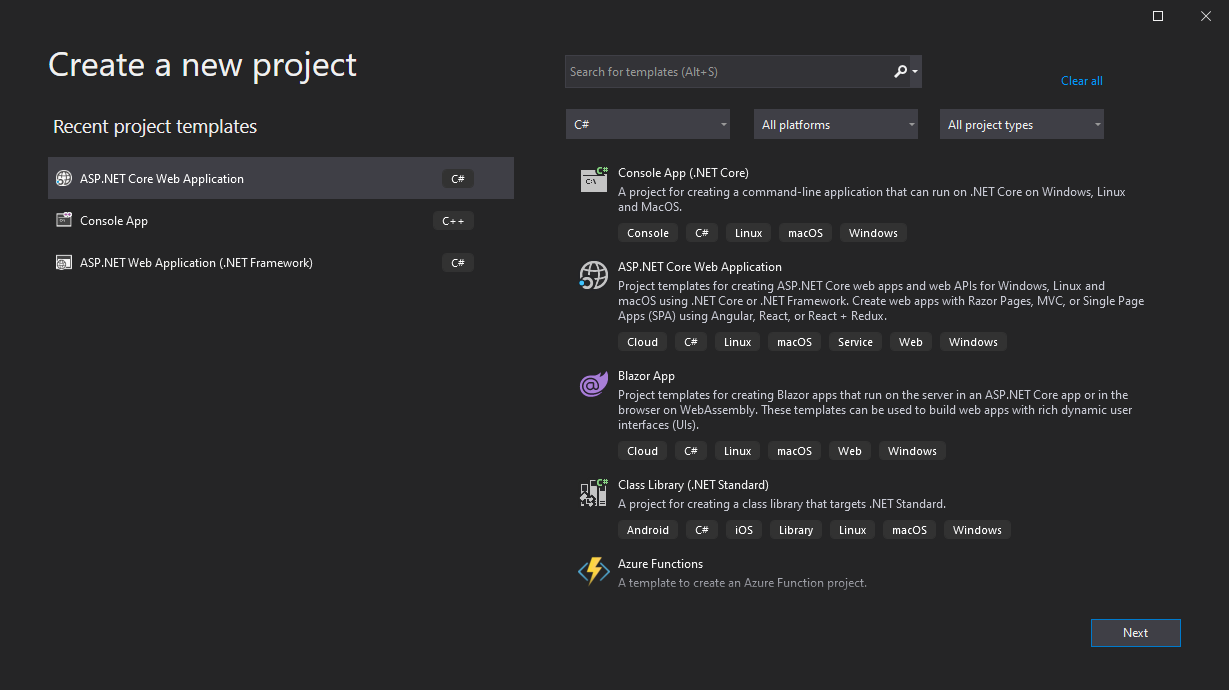 Create a new project
Search for templates (Alt+S)
Clear all
Recent project templates
C#
All platforms
All project types
ASP.NET Core Web Application C#
Console App C++
ASP.NET Web Application (.NET Framework) C#
Console App (.NET Core)
A project for creating a command-line application that can run on .NET Core on Windows, Linux
and MacOS.
Console C# Linux macOS Windows
ASP.NET Core Web Application
Project templates for creating ASP.NET Core web apps and web APIs for Windows, Linux and
macOS using .NET Core or .NET Framework. Create web apps with Razor Pages, MVC, or Single Page
Apps (SPA) using Angular, React, or React + Redux.
Cloud C# Linux macOS Service Web Windows
Blazor App
Project templates for creating Blazor apps that run on the server in an ASP.NET Core app or in the
browser on WebAssembly. These templates can be used to build web apps with rich dynamic user
interfaces (UIs).
Cloud C# Linux macOS Web Windows
Class Library (.NET Standard)
A project for creating a class library that targets .NET Standard.
Android C# iOS Library Linux macOS Windows
Azure Functions
A template to create an Azure Function project.
Next